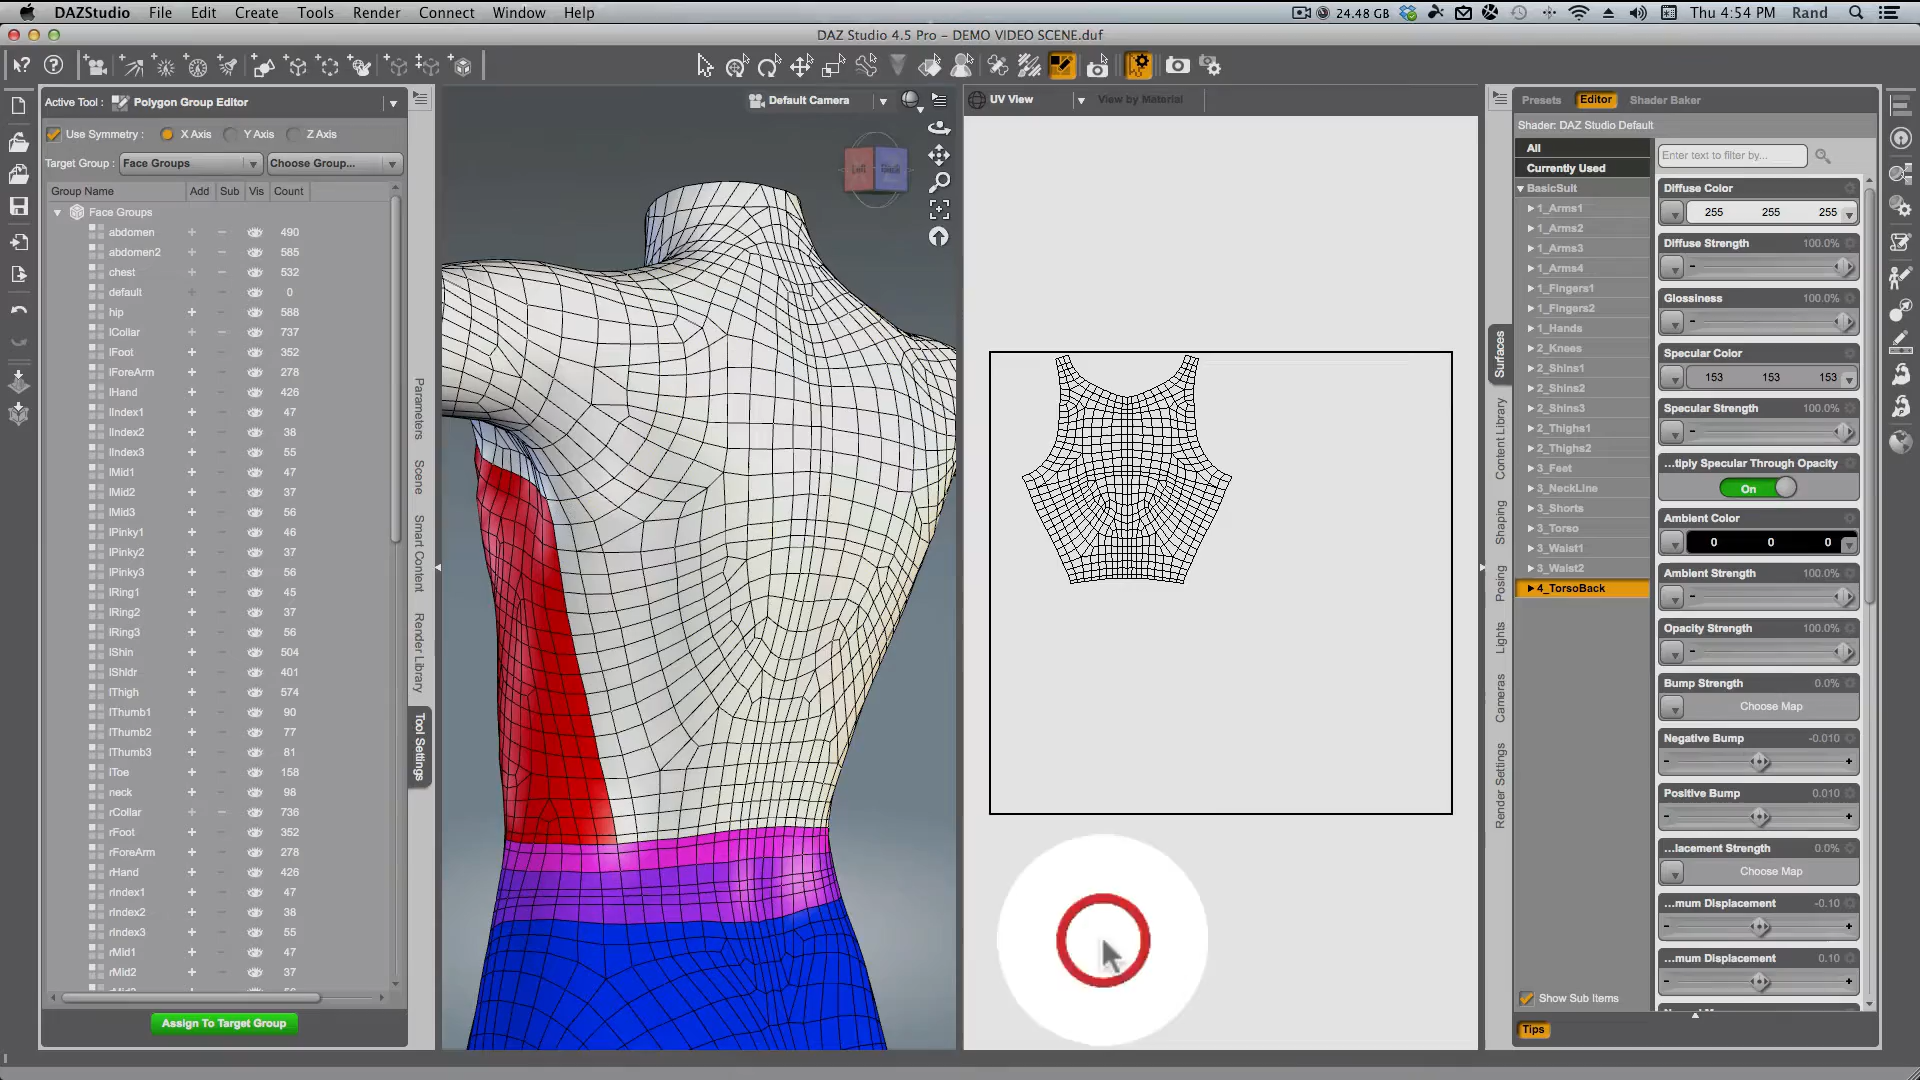 DAZStudio File Edit Create Tools Render Connect Window Help
24.48 GB Thu 4:54 PM Rand
DAZ Studio 4.5 Pro - DEMO VIDEO SCENE.duf
Active Tool : Polygon Group Editor
Use Symmetry : X Axis Y Axis Z Axis
Target Group : Face Groups Choose Group...
Group Name Add Sub Vis Count
Face Groups
abdomen + - 490
abdomen2 + - 585
chest + - 532
default + - 0
hip + - 588
lCollar + - 737
lFoot + - 352
lForeArm + - 278
lHand + - 426
lIndex1 + - 47
lIndex2 + - 38
lIndex3 + - 55
lMid1 + - 47
lMid2 + - 37
lMid3 + - 56
lPinky1 + - 46
lPinky2 + - 37
lPinky3 + - 56
lRing1 + - 45
lRing2 + - 37
lRing3 + - 56
lShin + - 504
lShldr + - 401
lThigh + - 574
lThumb1 + - 90
lThumb2 + - 77
lThumb3 + - 81
lToe + - 158
neck + - 98
rCollar + - 736
rFoot + - 352
rForeArm + - 278
rHand + - 426
rIndex1 + - 47
rIndex2 + - 38
rIndex3 + - 55
rMid1 + - 47
rMid2 + - 37
Assign To Target Group
Parameters
Scene
Smart Content
Render Library
Tool Settings
Default Camera
Left
UV View
View by Material
Surfaces
Content Library
Shaping
Posing
Lights
Cameras
Render Settings
Presets Editor Shader Baker
Shader: DAZ Studio Default
All
Currently Used
BasicSuit
1_Arms1
1_Arms2
1_Arms3
1_Arms4
1_Fingers1
1_Fingers2
1_Hands
2_Knees
2_Shins1
2_Shins2
2_Shins3
2_Thighs1
2_Thighs2
3_Feet
3_NeckLine
3_Shorts
3_Torso
3_Waist1
3_Waist2
4_TorsoBack
Show Sub Items
Tips
Enter text to filter by...
Diffuse Color
255 255 255
Diffuse Strength 100.0%
Glossiness 100.0%
Specular Color
153 153 153
Specular Strength 100.0%
...tiply Specular Through Opacity
On
Ambient Color
0 0 0
Ambient Strength 100.0%
Opacity Strength 100.0%
Bump Strength 0.0%
Choose Map
Negative Bump -0.010
Positive Bump 0.010
...lacement Strength 0.0%
Choose Map
...mum Displacement -0.10
...mum Displacement 0.10